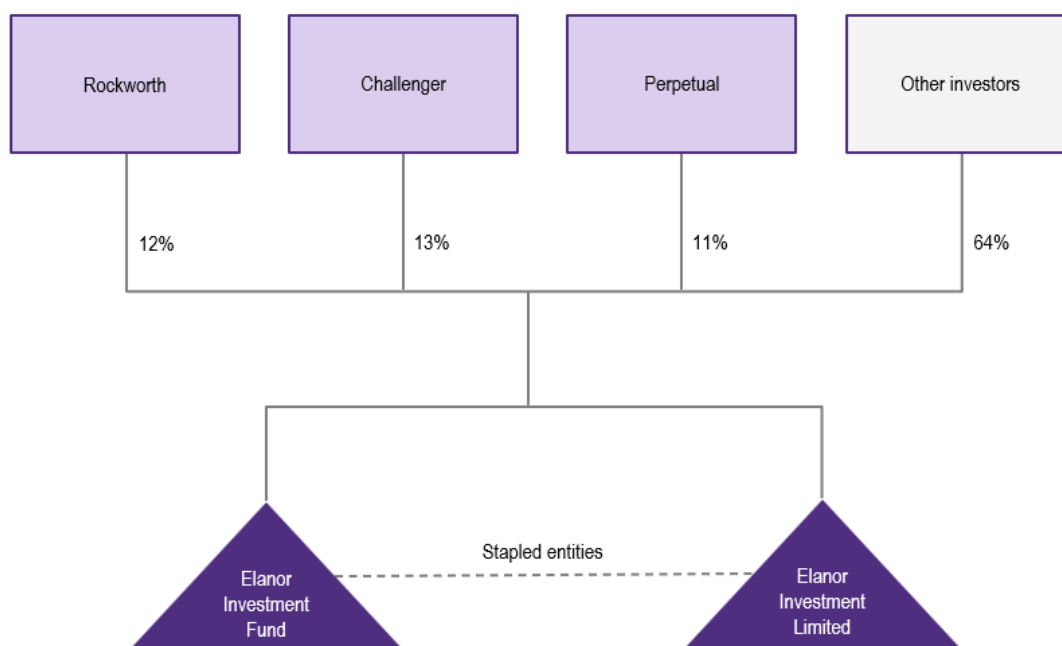 Rockworth
Challenger
Perpetual
Other investors
12%
13%
11%
64%
Stapled entities
Elanor
Investment
Fund
Elanor
Investment
Limited